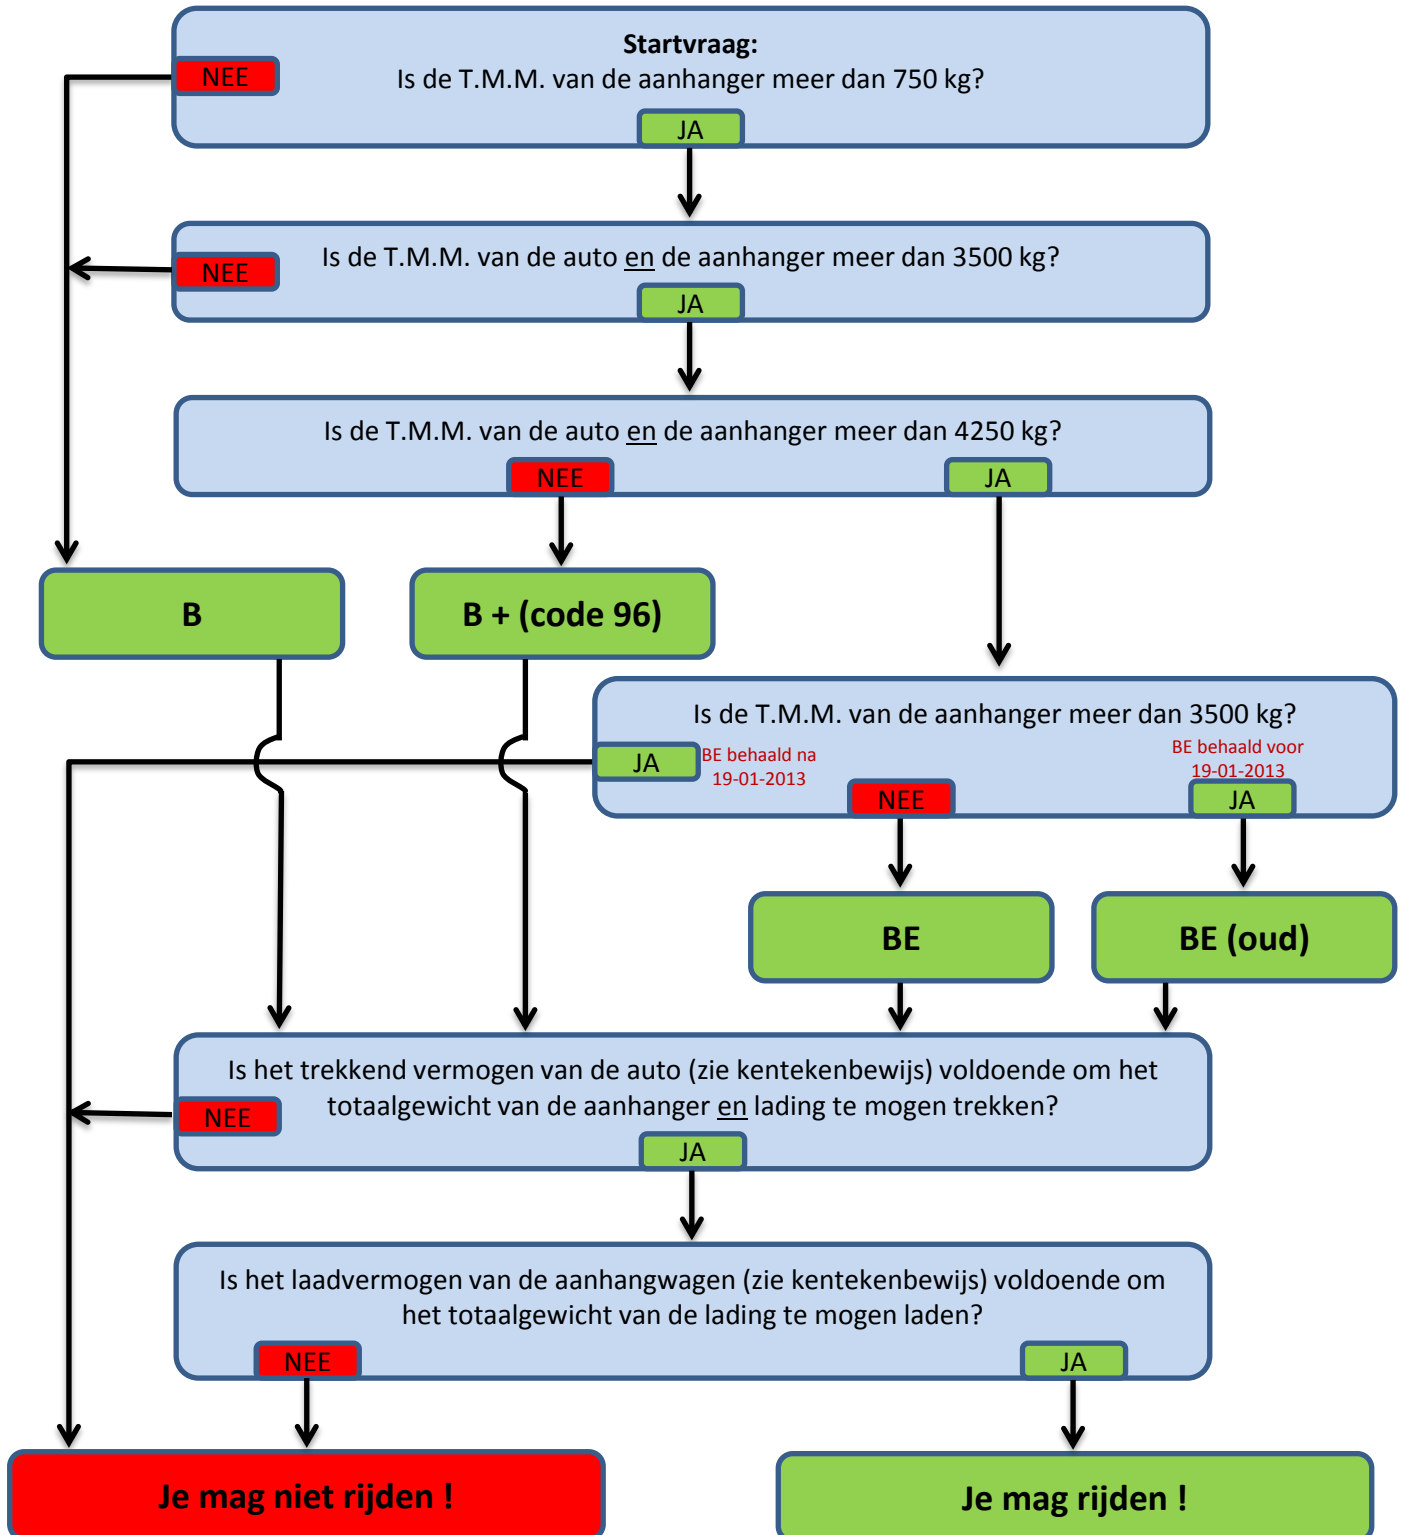 Startvraag:
Is de T.M.M. van de aanhanger meer dan 750 kg?
NEE
JA
Is de T.M.M. van de auto en de aanhanger meer dan 3500 kg?
NEE
JA
Is de T.M.M. van de auto en de aanhanger meer dan 4250 kg?
NEE
JA
B
B + (code 96)
Is de T.M.M. van de aanhanger meer dan 3500 kg?
JA
BE behaald na
19-01-2013
NEE
BE behaald voor
19-01-2013
JA
BE
BE (oud)
Is het trekkend vermogen van de auto (zie kentekenbewijs) voldoende om het
totaalgewicht van de aanhanger en lading te mogen trekken?
NEE
JA
Is het laadvermogen van de aanhangwagen (zie kentekenbewijs) voldoende om
het totaalgewicht van de lading te mogen laden?
NEE
JA
Je mag niet rijden !
Je mag rijden !